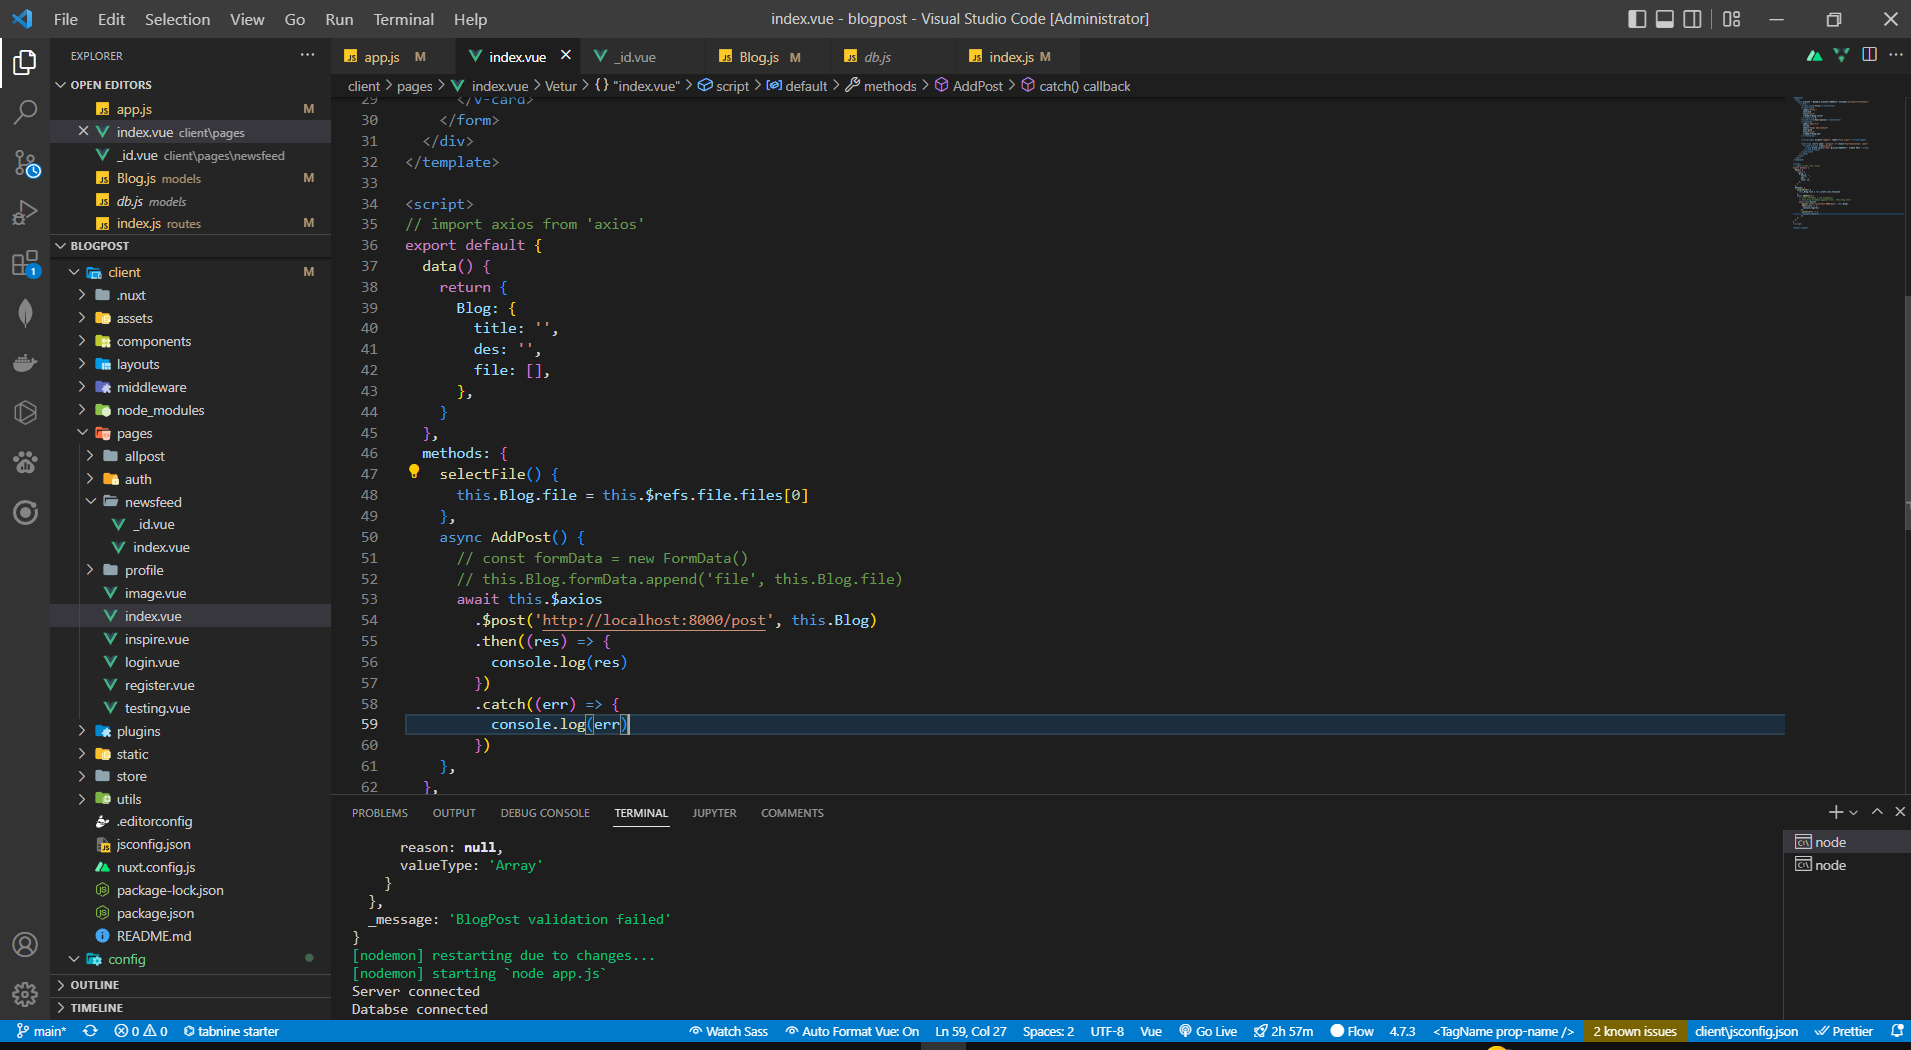 File Edit Selection View Go Run Terminal Help
index.vue - blogpost - Visual Studio Code [Administrator]
EXPLORER
OPEN EDITORS
app.js M
index.vue client\pages
_id.vue client\pages\newsfeed
Blog.js models M
db.js models
index.js routes M
BLOGPOST
client M
.nuxt
assets
components
layouts
middleware
node_modules
pages
allpost
auth
newsfeed
_id.vue
index.vue
profile
image.vue
index.vue
inspire.vue
login.vue
register.vue
testing.vue
plugins
static
store
utils
.editorconfig
jsconfig.json
nuxt.config.js
package-lock.json
package.json
README.md
config
OUTLINE
TIMELINE
app.js M index.vue _id.vue Blog.js M db.js index.js M
client > pages > index.vue > Vetur > {} "index.vue" > script > default > methods > AddPost > catch() callback
29 </v-card>
30 </form>
31 </div>
32 </template>
33
34 <script>
35 // import axios from 'axios'
36 export default {
37 data() {
38 return {
39 Blog: {
40 title: '',
41 des: '',
42 file: [],
43 },
44 }
45 },
46 methods: {
47 selectFile() {
48 this.Blog.file = this.$refs.file.files[0]
49 },
50 async AddPost() {
51 // const formData = new FormData()
52 // this.Blog.formData.append('file', this.Blog.file)
53 await this.$axios
54 .$post('http://localhost:8000/post', this.Blog)
55 .then((res) => {
56 console.log(res)
57 })
58 .catch((err) => {
59 console.log(err)
60 })
61 },
62 },
PROBLEMS OUTPUT DEBUG CONSOLE TERMINAL JUPYTER COMMENTS
reason: null,
valueType: 'Array'
}
},
_message: 'BlogPost validation failed'
}
[nodemon] restarting due to changes...
[nodemon] starting `node app.js`
Server connected
Databse connected
node
node
1
main* 0 0 tabnine starter Watch Sass Auto Format Vue: On Ln 59, Col 27 Spaces: 2 UTF-8 Vue Go Live 2h 57m Flow 4.7.3 <TagName prop-name /> 2 known issues client\jsconfig.json Prettier